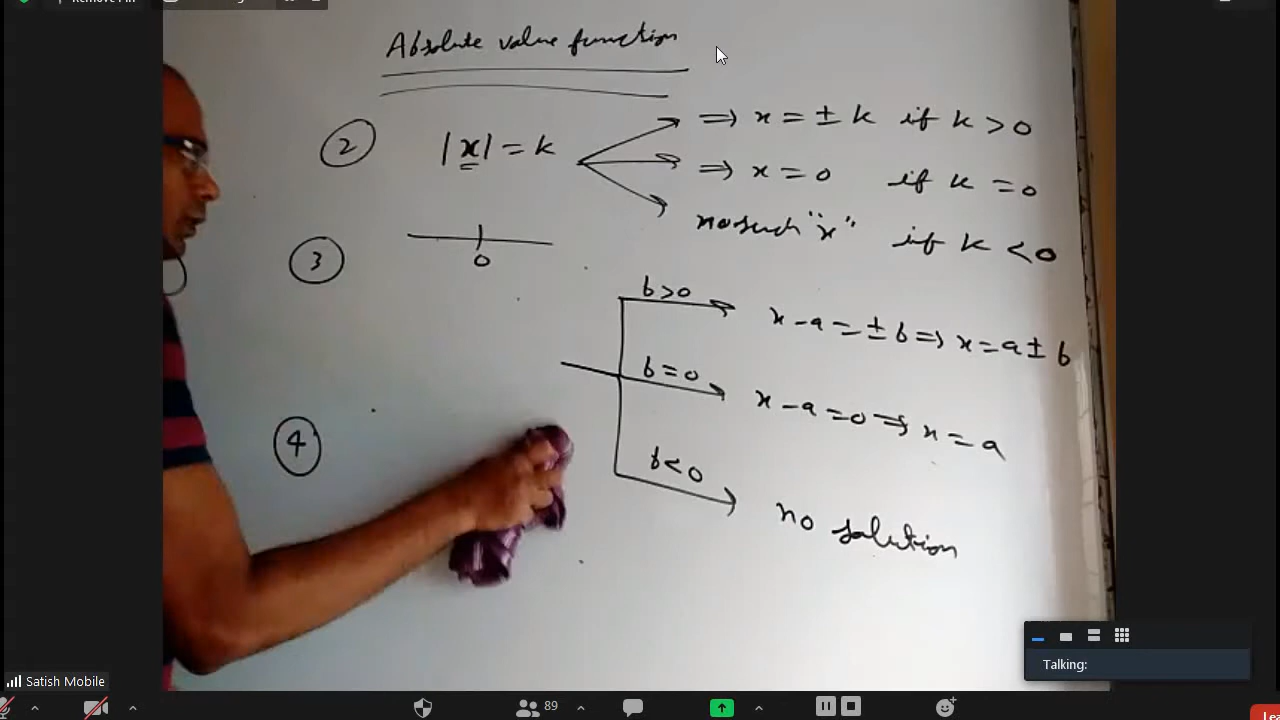 Absolute value function
② |x| = k ⇒ x = ± k if k > 0
⇒ x = 0 if k = 0
no such "x" if k < 0
③ 0
b>0 x - a = ± b ⇒ x = a ± b
b = 0 x - a = 0 ⇒ x = a
④ b < 0 no solution
Talking:
Satish Mobile
89